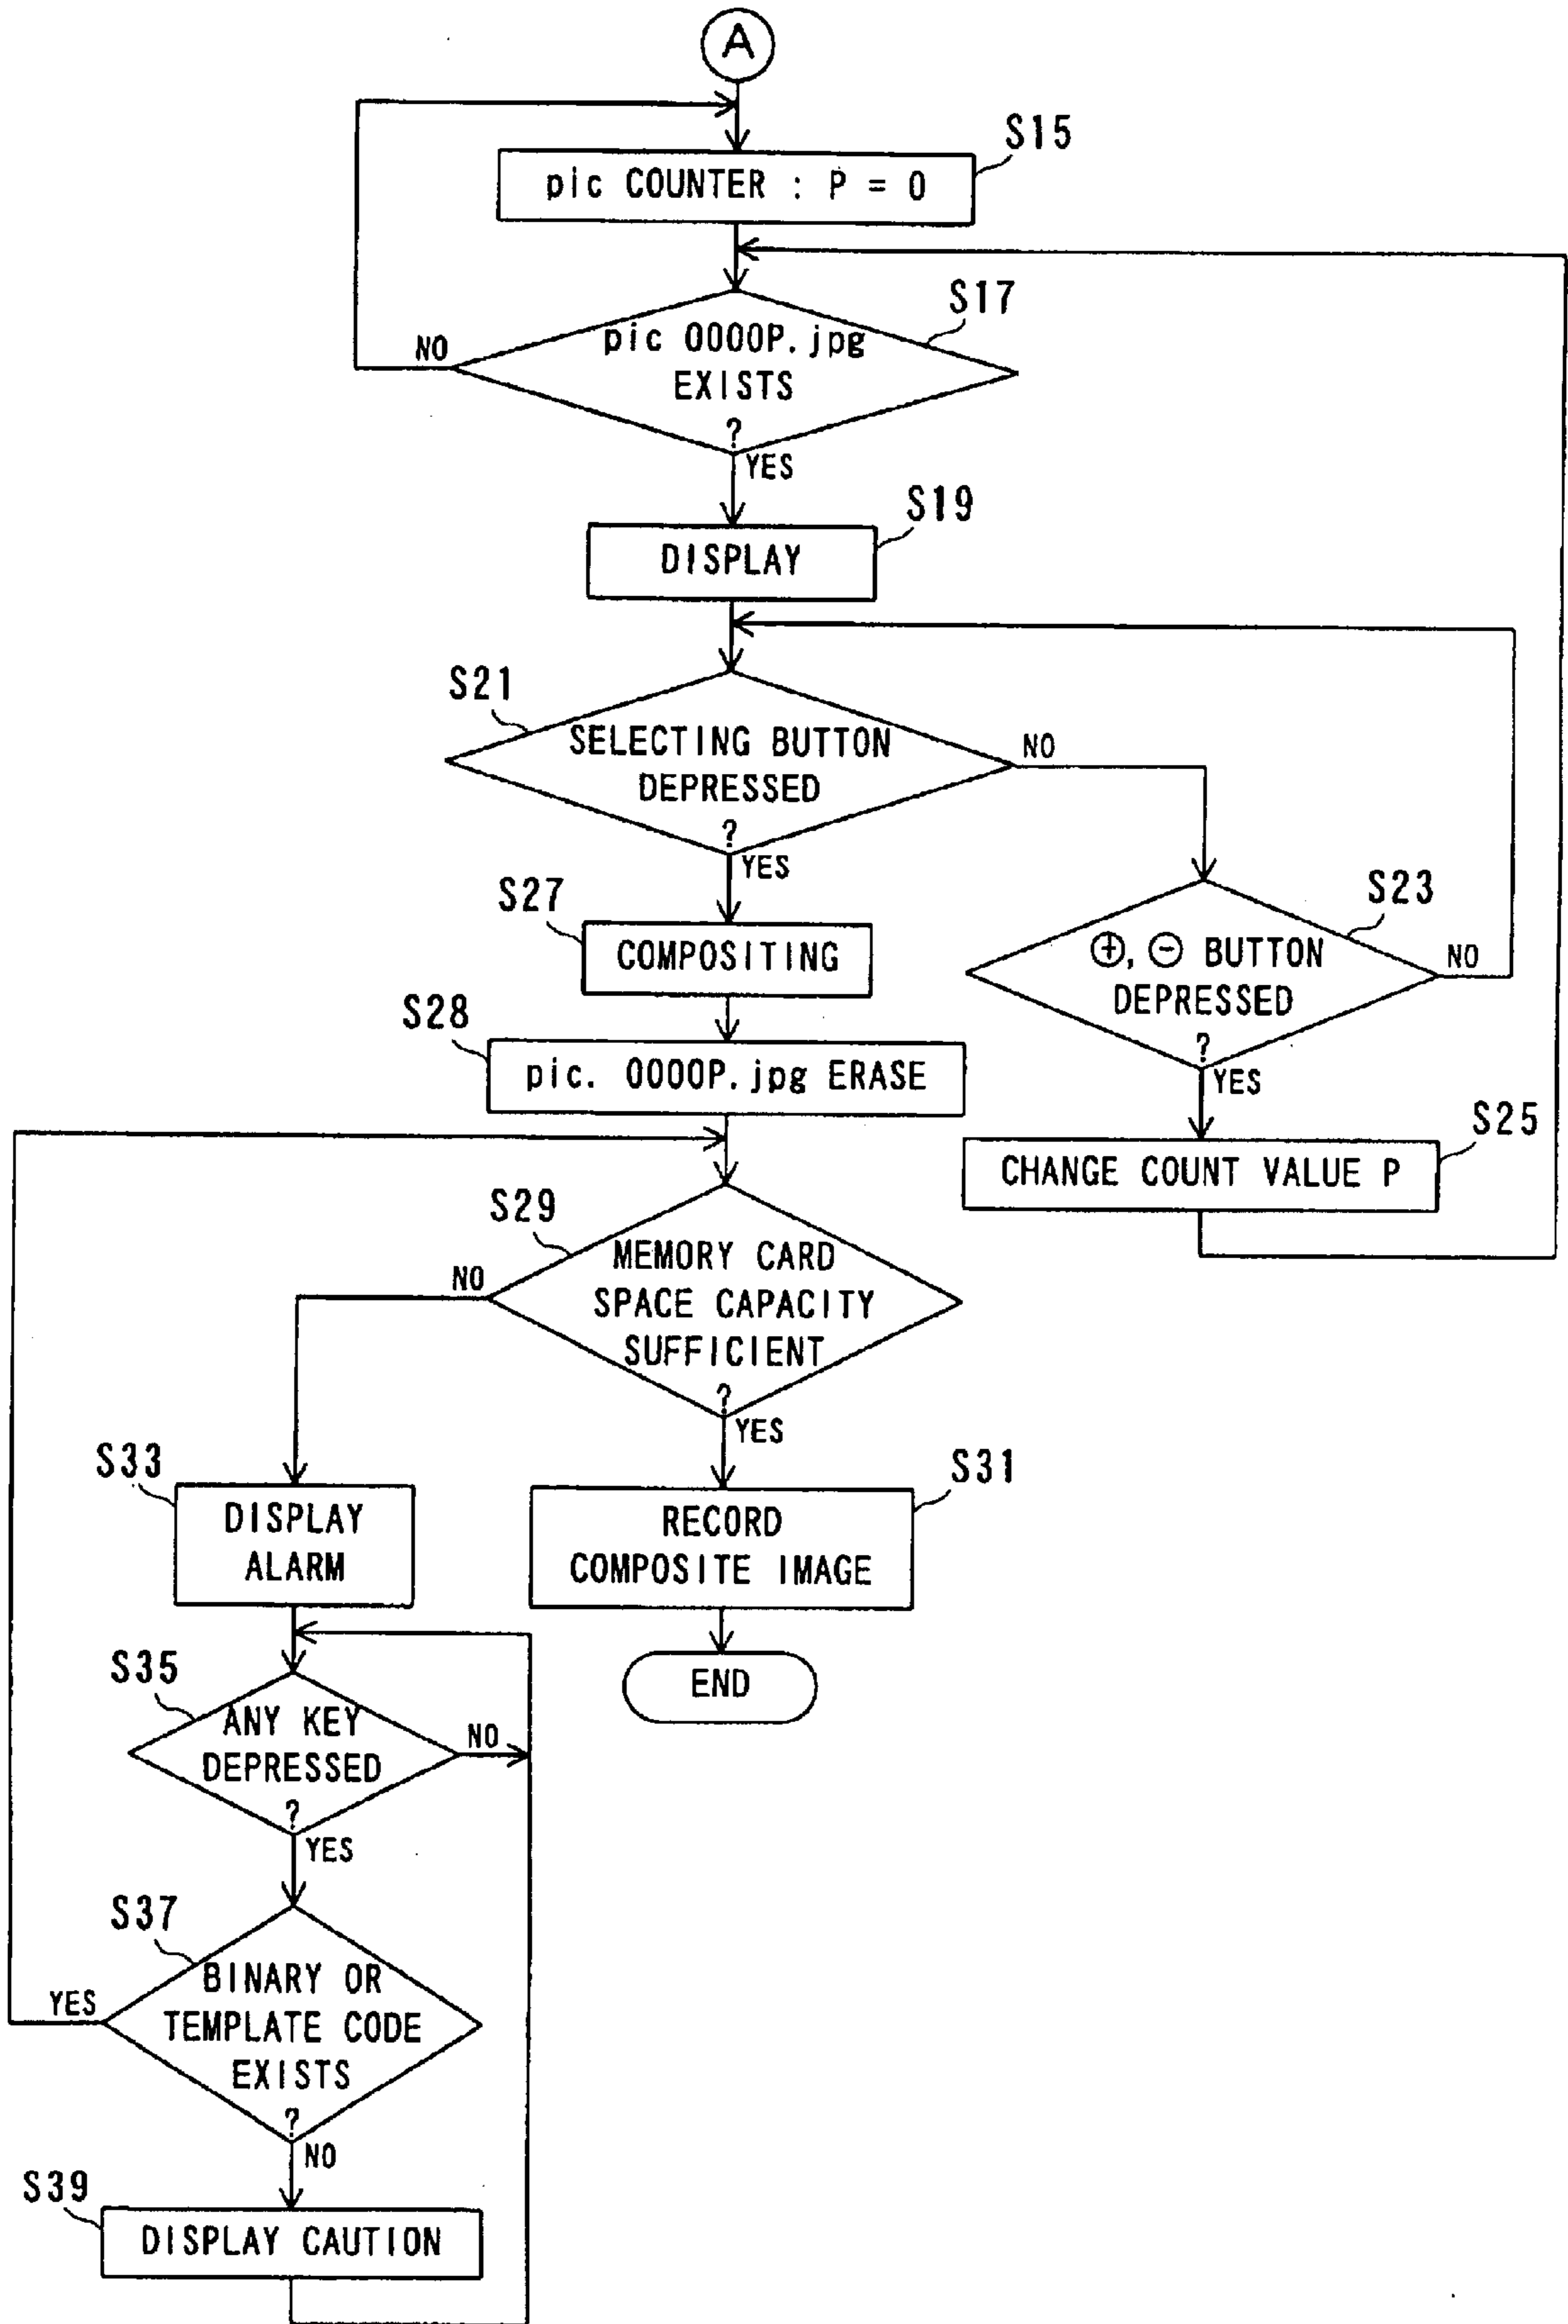 A
S15
pic COUNTER : P = 0
S17
pic 0000P.jpg
EXISTS
?
NO
YES
S19
DISPLAY
S21
SELECTING BUTTON
DEPRESSED
?
NO
YES
S23
⊕, ⊖ BUTTON
DEPRESSED
?
NO
YES
S27
COMPOSITING
S28
pic. 0000P.jpg ERASE
S25
CHANGE COUNT VALUE P
S29
MEMORY CARD
SPACE CAPACITY
SUFFICIENT
?
NO
YES
S33
DISPLAY
ALARM
S31
RECORD
COMPOSITE IMAGE
END
S35
ANY KEY
DEPRESSED
?
NO
YES
S37
BINARY OR
TEMPLATE CODE
EXISTS
?
YES
NO
S39
DISPLAY CAUTION